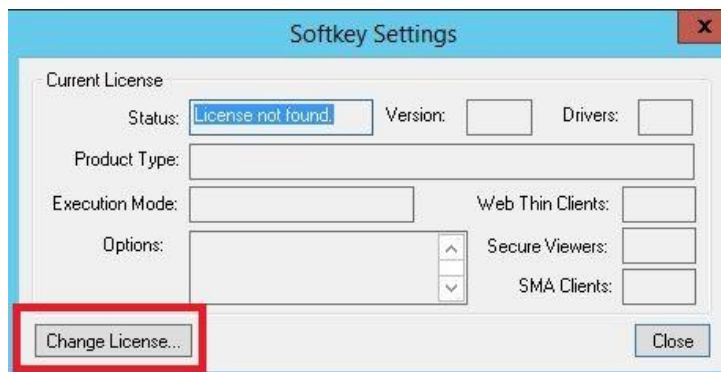 Softkey Settings
x
Current License
Status: License not found. Version: Drivers:
Product Type:
Execution Mode: Web Thin Clients:
Options: Secure Viewers:
SMA Clients:
Change License... Close